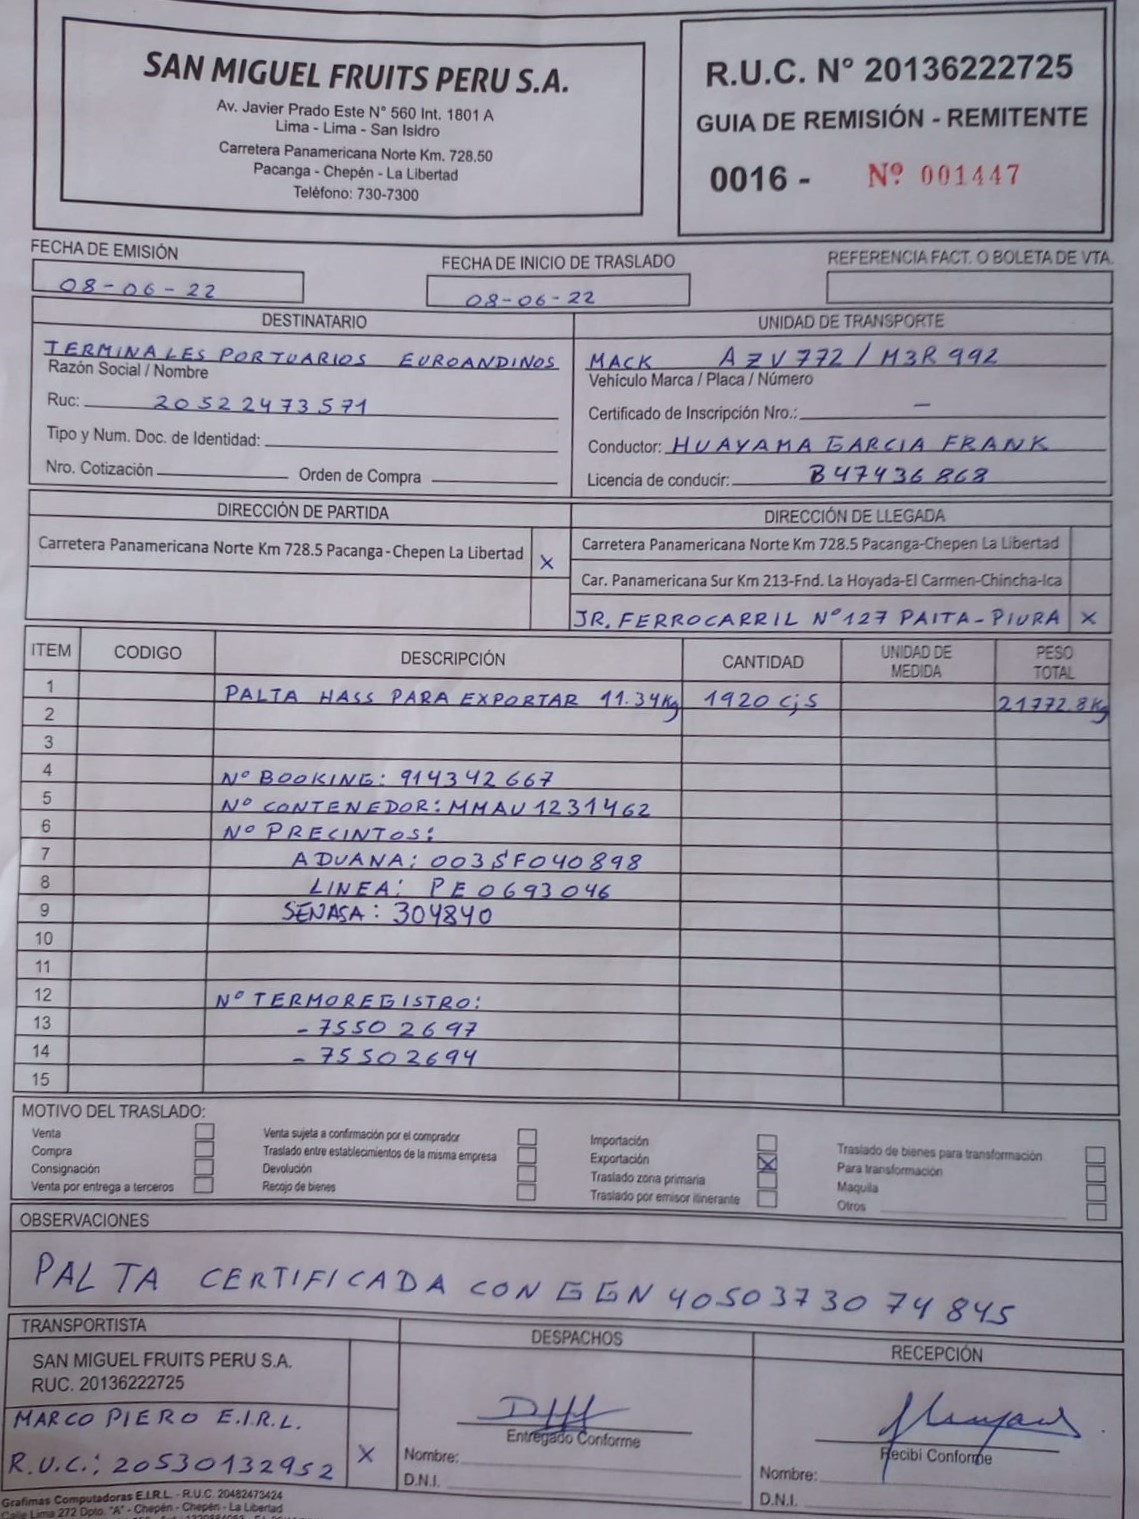 SAN MIGUEL FRUITS PERU S.A.
Av. Javier Prado Este N° 560 Int. 1801 A
Lima - Lima - San Isidro
Carretera Panamericana Norte Km. 728.50
Pacanga - Chepén - La Libertad
Teléfono: 730-7300
R.U.C. N° 20136222725
GUIA DE REMISIÓN - REMITENTE
0016 - Nº 001447
FECHA DE EMISIÓN
08-06-22
FECHA DE INICIO DE TRASLADO
08-06-22
REFERENCIA FACT. O BOLETA DE VTA.
DESTINATARIO
TERMINALES PORTUARIOS EUROANDINOS
Razón Social / Nombre
Ruc: 20522473571
Tipo y Num. Doc. de Identidad:
Nro. Cotización Orden de Compra
UNIDAD DE TRANSPORTE
MACK AZV772/M3R992
Vehículo Marca / Placa / Número
Certificado de Inscripción Nro.: —
Conductor: HUAYAMA GARCIA FRANK
Licencia de conducir: B47436868
DIRECCIÓN DE PARTIDA
Carretera Panamericana Norte Km 728.5 Pacanga-Chepen La Libertad X
DIRECCIÓN DE LLEGADA
Carretera Panamericana Norte Km 728.5 Pacanga-Chepen La Libertad
Car. Panamericana Sur Km 213-Fnd. La Hoyada-El Carmen-Chincha-Ica
JR. FERROCARRIL N°127 PAITA-PIURA X
ITEM CODIGO DESCRIPCIÓN CANTIDAD UNIDAD DE MEDIDA PESO TOTAL
1 PALTA HASS PARA EXPORTAR 11.34Kg 1920 cjs 21772.8Kg
2
3
4 N° BOOKING: 914342667
5 N° CONTENEDOR: MMAU1231462
6 N° PRECINTOS:
7 ADUANA: 003SF040898
8 LINEA: PE0693046
9 SENASA: 304840
10
11
12 N° TERMOREGISTRO:
13 - 75502697
14 - 75502694
15
MOTIVO DEL TRASLADO:
Venta
Compra
Consignación
Venta por entrega a terceros
Venta sujeta a confirmación por el comprador
Traslado entre establecimientos de la misma empresa
Devolución
Recojo de bienes
Importación
Exportación X
Traslado zona primaria
Traslado por emisor itinerante
Traslado de bienes para transformación
Para transformación
Maquila
Otros
OBSERVACIONES
PALTA CERTIFICADA CON GGN 4050373074845
TRANSPORTISTA
SAN MIGUEL FRUITS PERU S.A.
RUC. 20136222725
MARCO PIERO E.I.R.L.
R.U.C.: 20530132952 X
DESPACHOS
Entregado Conforme
Nombre:
D.N.I.
RECEPCIÓN
Recibi Conforme
Nombre:
D.N.I.
Grafimas Computadoras E.I.R.L. - R.U.C. 20482473424
Calle Lima 272 Dpto. "A" - Chepén - Chepén - La Libertad